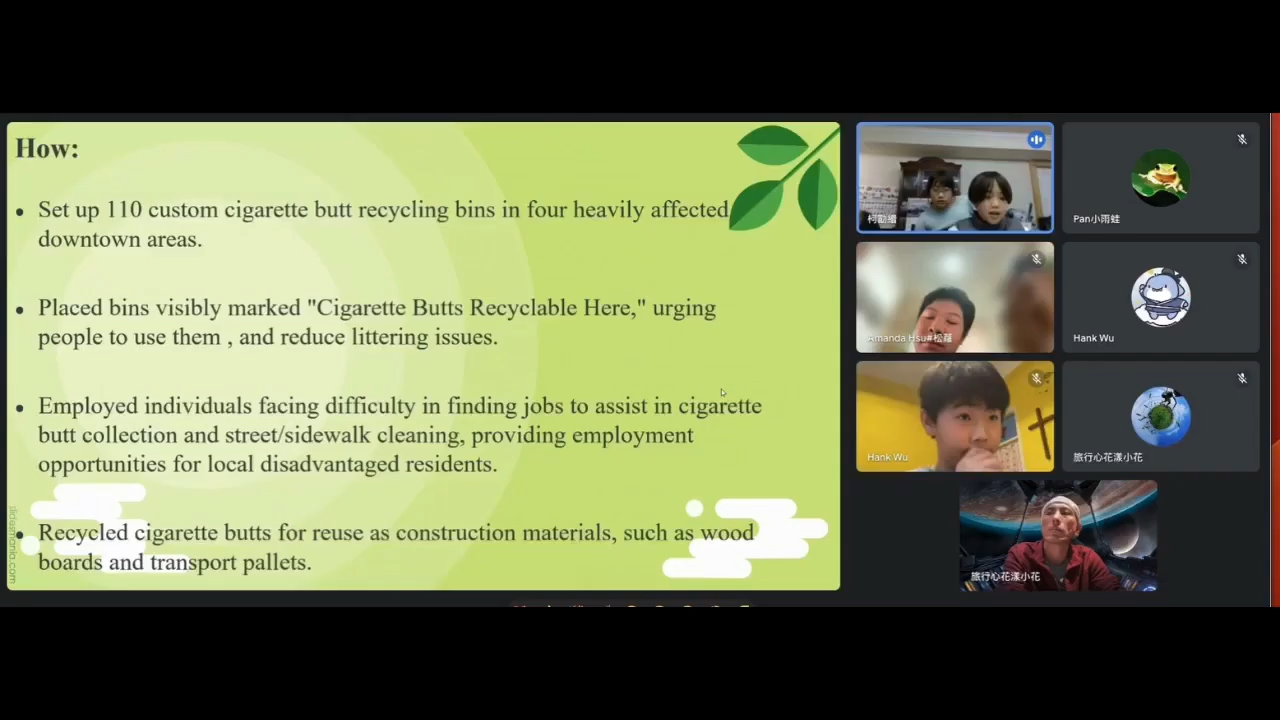 How:
• Set up 110 custom cigarette butt recycling bins in four heavily affected
downtown areas.
• Placed bins visibly marked "Cigarette Butts Recyclable Here," urging
people to use them , and reduce littering issues.
• Employed individuals facing difficulty in finding jobs to assist in cigarette
butt collection and street/sidewalk cleaning, providing employment
opportunities for local disadvantaged residents.
• Recycled cigarette butts for reuse as construction materials, such as wood
boards and transport pallets.
slidesmania.com
Pan小雨蛙
Amanda Hsu#松蘿
Hank Wu
Hank Wu
旅行心花漾小花
旅行心花漾小花